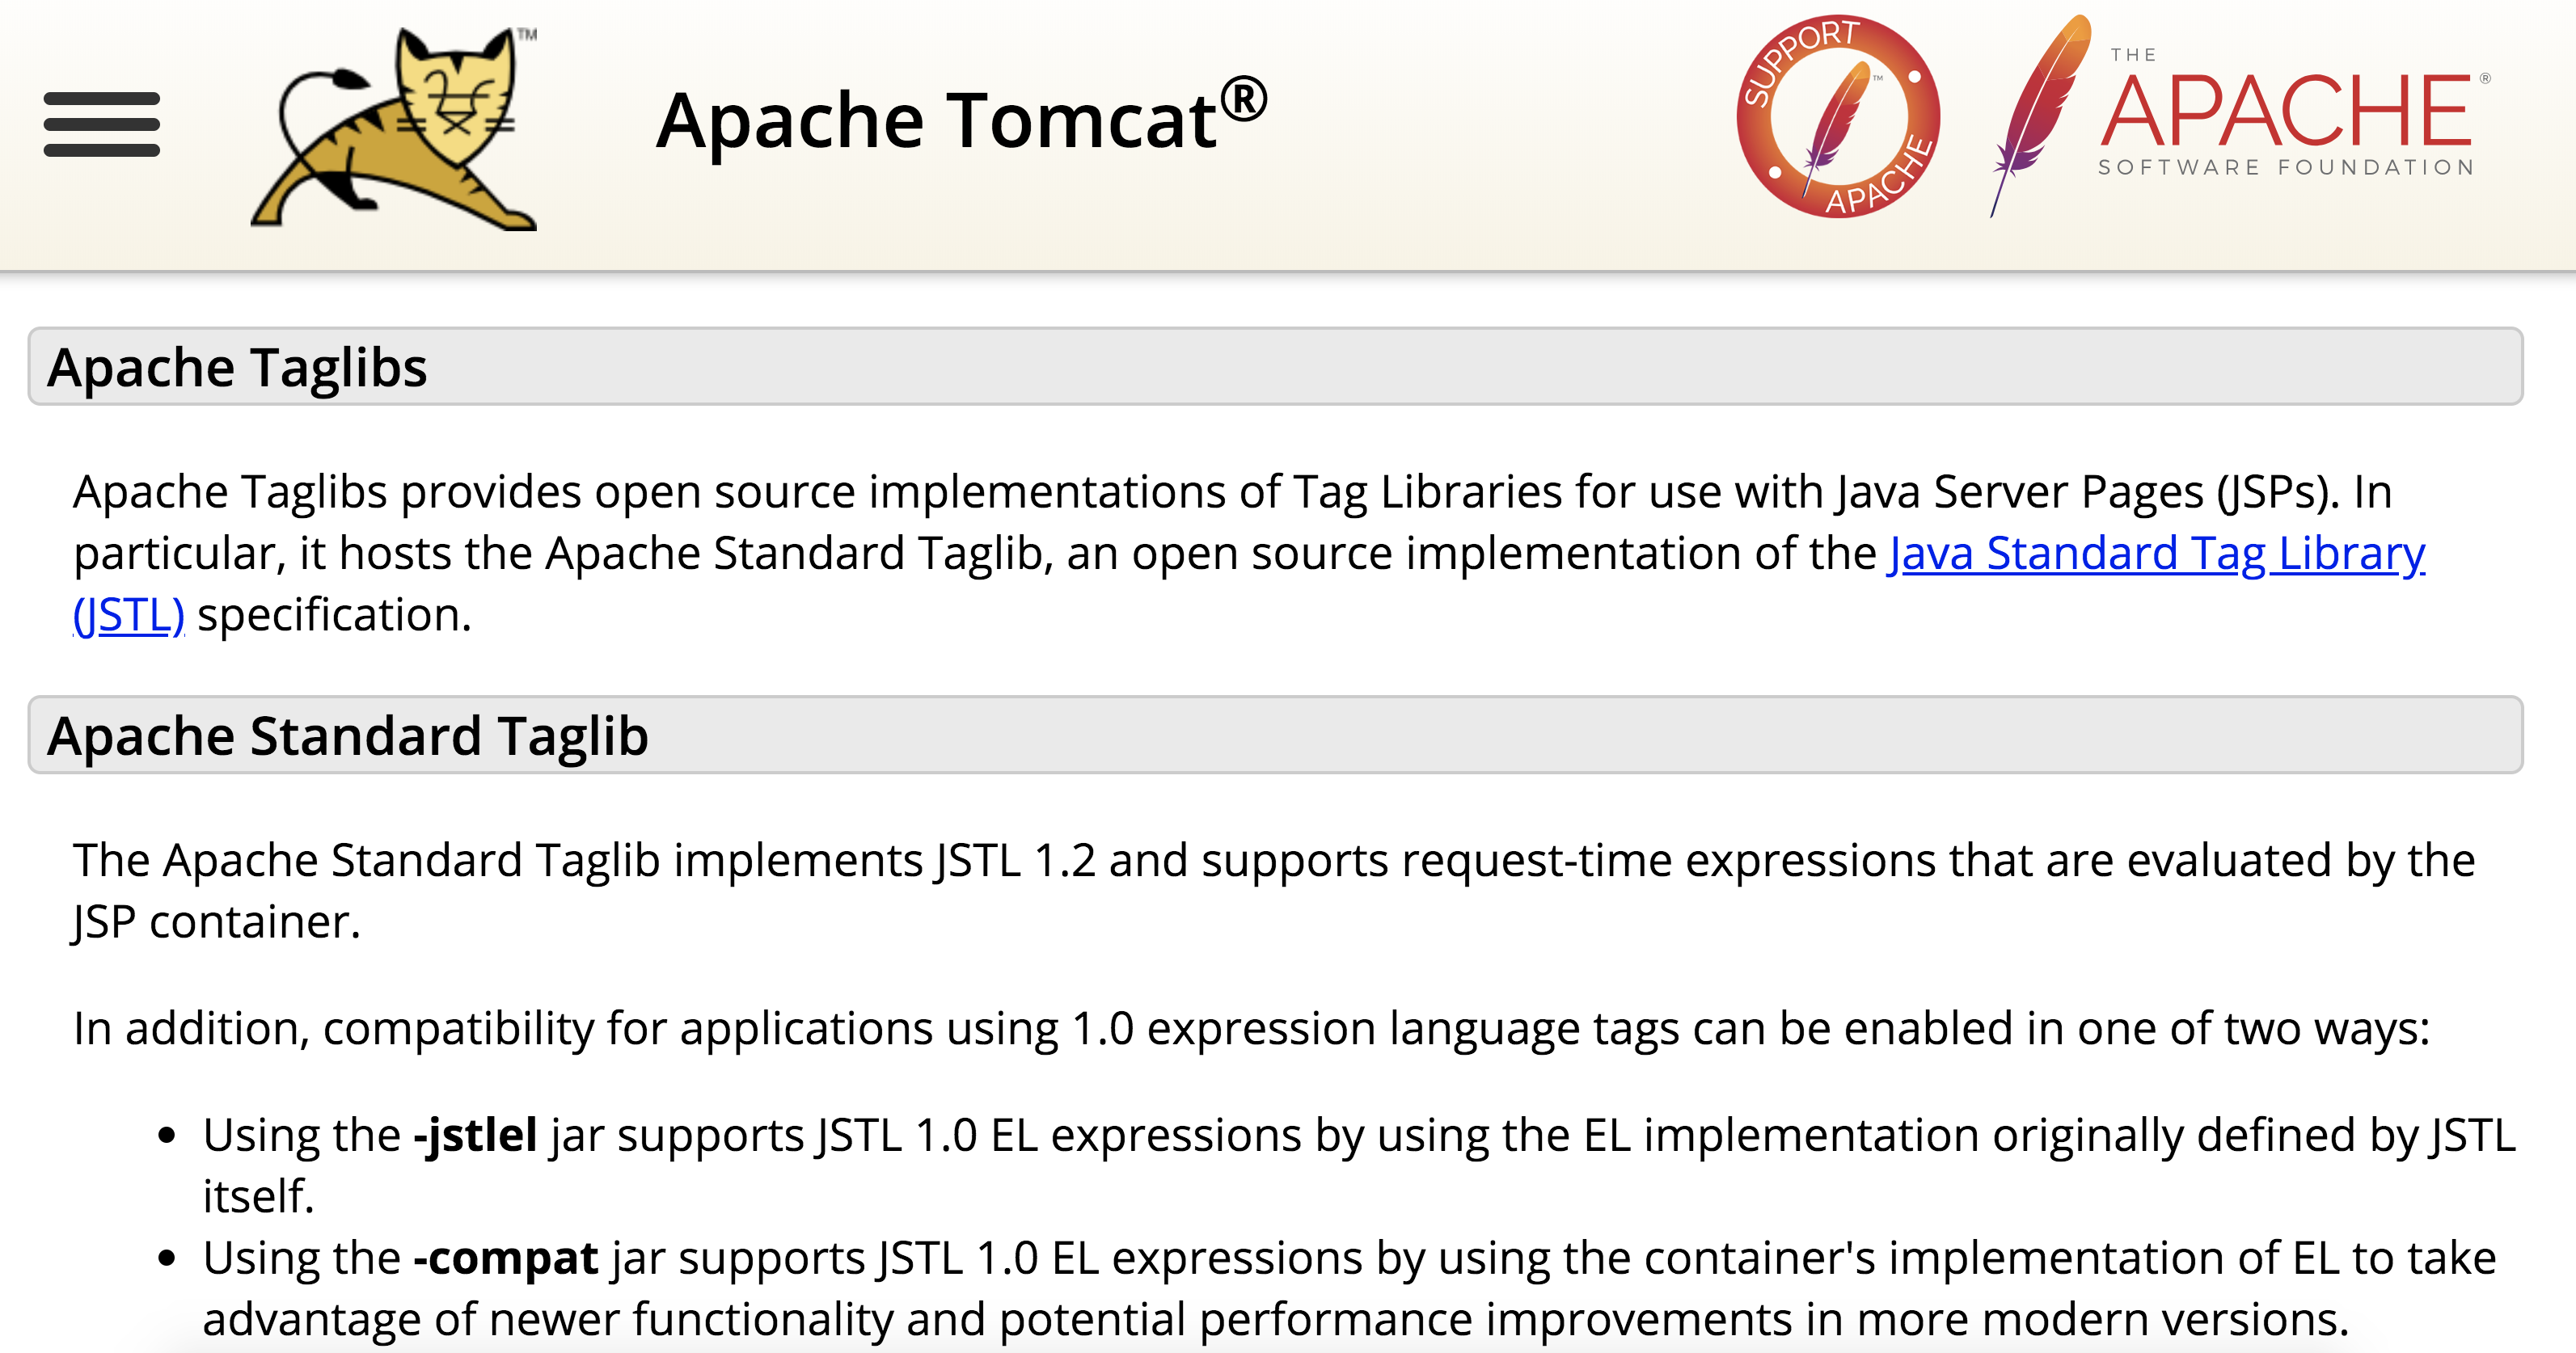 TM
Apache Tomcat®
SUPPORT
APACHE
TM
THE
APACHE®
SOFTWARE FOUNDATION
Apache Taglibs
Apache Taglibs provides open source implementations of Tag Libraries for use with Java Server Pages (JSPs). In
particular, it hosts the Apache Standard Taglib, an open source implementation of the Java Standard Tag Library
(JSTL) specification.
Apache Standard Taglib
The Apache Standard Taglib implements JSTL 1.2 and supports request-time expressions that are evaluated by the
JSP container.
In addition, compatibility for applications using 1.0 expression language tags can be enabled in one of two ways:
• Using the -jstlel jar supports JSTL 1.0 EL expressions by using the EL implementation originally defined by JSTL
itself.
• Using the -compat jar supports JSTL 1.0 EL expressions by using the container's implementation of EL to take
advantage of newer functionality and potential performance improvements in more modern versions.